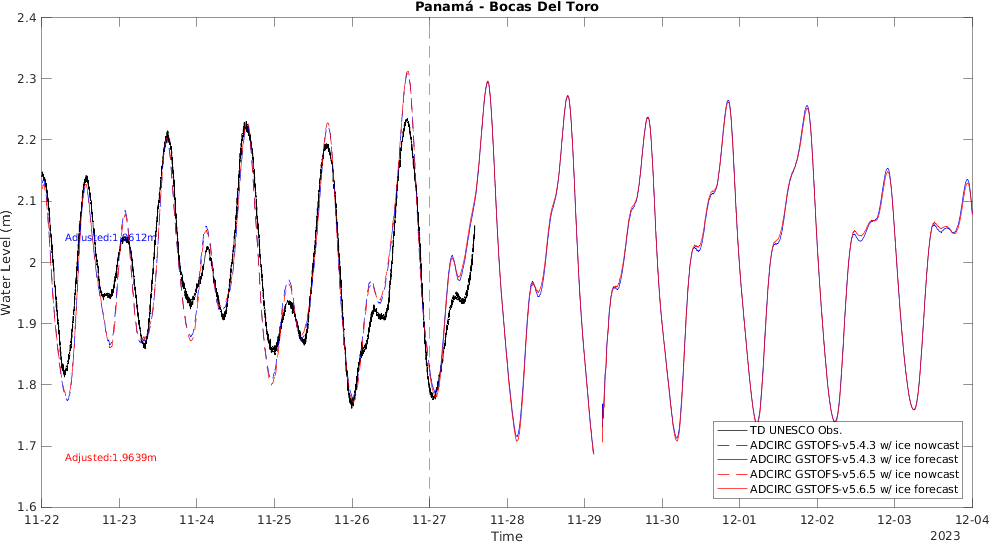 Panamá - Bocas Del Toro
2.4
2.3
2.2
2.1
2
1.9
1.8
1.7
1.6
Water Level (m)
Adjusted:1.9612m
Adjusted:1.9639m
TD UNESCO Obs.
ADCIRC GSTOFS-v5.4.3 w/ ice nowcast
ADCIRC GSTOFS-v5.4.3 w/ ice forecast
ADCIRC GSTOFS-v5.6.5 w/ ice nowcast
ADCIRC GSTOFS-v5.6.5 w/ ice forecast
11-22 11-23 11-24 11-25 11-26 11-27 11-28 11-29 11-30 12-01 12-02 12-03 12-04
Time
2023